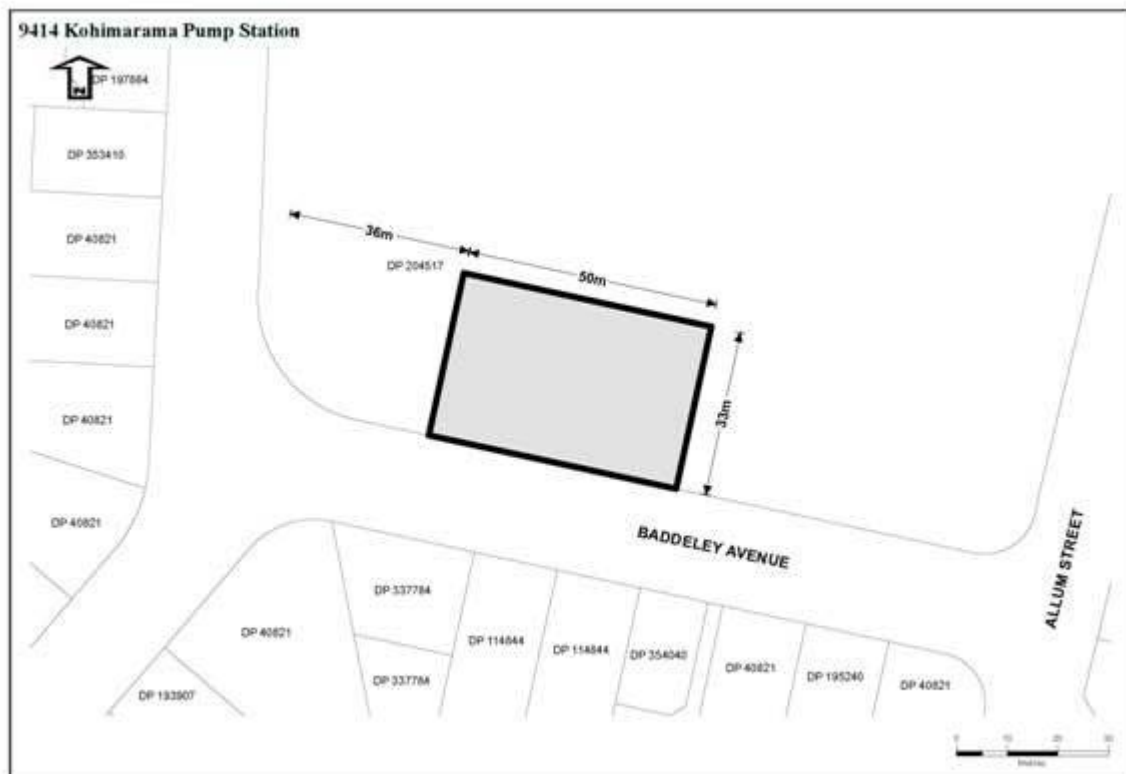 9414 Kohimarama Pump Station
N
DP 197884
DP 353410
DP 40821
36m
50m
DP 204517
DP 40821
33m
DP 40821
DP 40821
BADDELEY AVENUE
ALLUM STREET
DP 337784
DP 40821
DP 114844
DP 114844
DP 354040
DP 40821
DP 195240
DP 40821
DP 337784
DP 193907
0 10 20 30